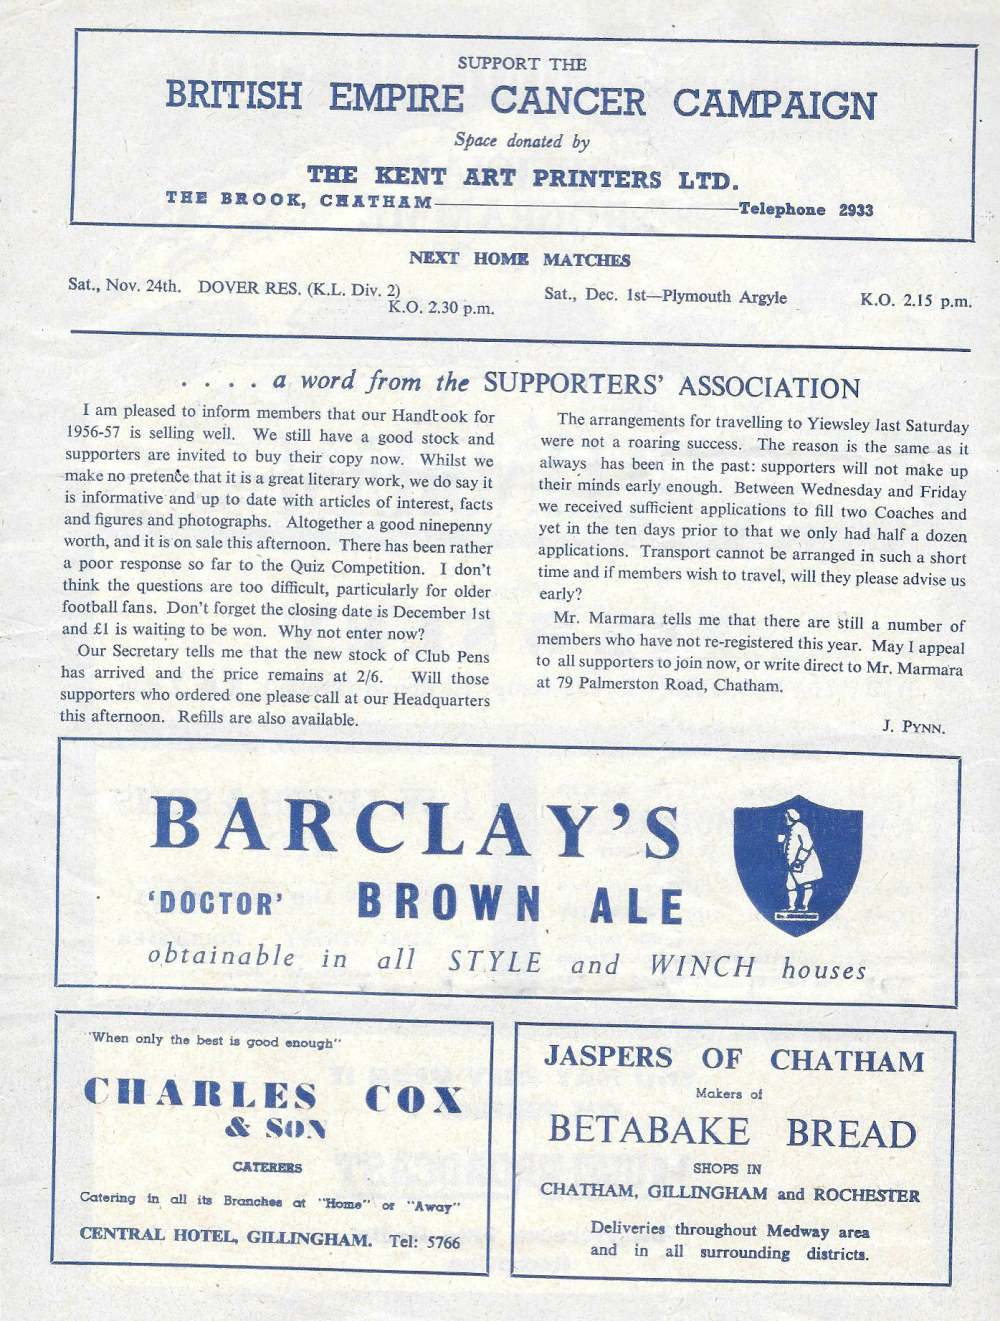 SUPPORT THE
BRITISH EMPIRE CANCER CAMPAIGN
Space donated by
THE KENT ART PRINTERS LTD.
THE BROOK, CHATHAM Telephone 2933
NEXT HOME MATCHES
Sat., Nov. 24th. DOVER RES. (K.L. Div. 2)
K.O. 2.30 p.m.
Sat., Dec. 1st—Plymouth Argyle K.O. 2.15 p.m.
. . . . a word from the SUPPORTERS' ASSOCIATION
I am pleased to inform members that our Handbook for
1956-57 is selling well. We still have a good stock and
supporters are invited to buy their copy now. Whilst we
make no pretence that it is a great literary work, we do say it
is informative and up to date with articles of interest, facts
and figures and photographs. Altogether a good ninepenny
worth, and it is on sale this afternoon. There has been rather
a poor response so far to the Quiz Competition. I don't
think the questions are too difficult, particularly for older
football fans. Don't forget the closing date is December 1st
and £1 is waiting to be won. Why not enter now?
Our Secretary tells me that the new stock of Club Pens
has arrived and the price remains at 2/6. Will those
supporters who ordered one please call at our Headquarters
this afternoon. Refills are also available.
The arrangements for travelling to Yiewsley last Saturday
were not a roaring success. The reason is the same as it
always has been in the past: supporters will not make up
their minds early enough. Between Wednesday and Friday
we received sufficient applications to fill two Coaches and
yet in the ten days prior to that we only had half a dozen
applications. Transport cannot be arranged in such a short
time and if members wish to travel, will they please advise us
early?
Mr. Marmara tells me that there are still a number of
members who have not re-registered this year. May I appeal
to all supporters to join now, or write direct to Mr. Marmara
at 79 Palmerston Road, Chatham.
J. PYNN.
BARCLAY'S
'DOCTOR' BROWN ALE
obtainable in all STYLE and WINCH houses
"When only the best is good enough"
CHARLES COX
& SON
CATERERS
Catering in all its Branches at "Home" or "Away"
CENTRAL HOTEL, GILLINGHAM. Tel: 5766
JASPERS OF CHATHAM
Makers of
BETABAKE BREAD
SHOPS IN
CHATHAM, GILLINGHAM and ROCHESTER
Deliveries throughout Medway area
and in all surrounding districts.